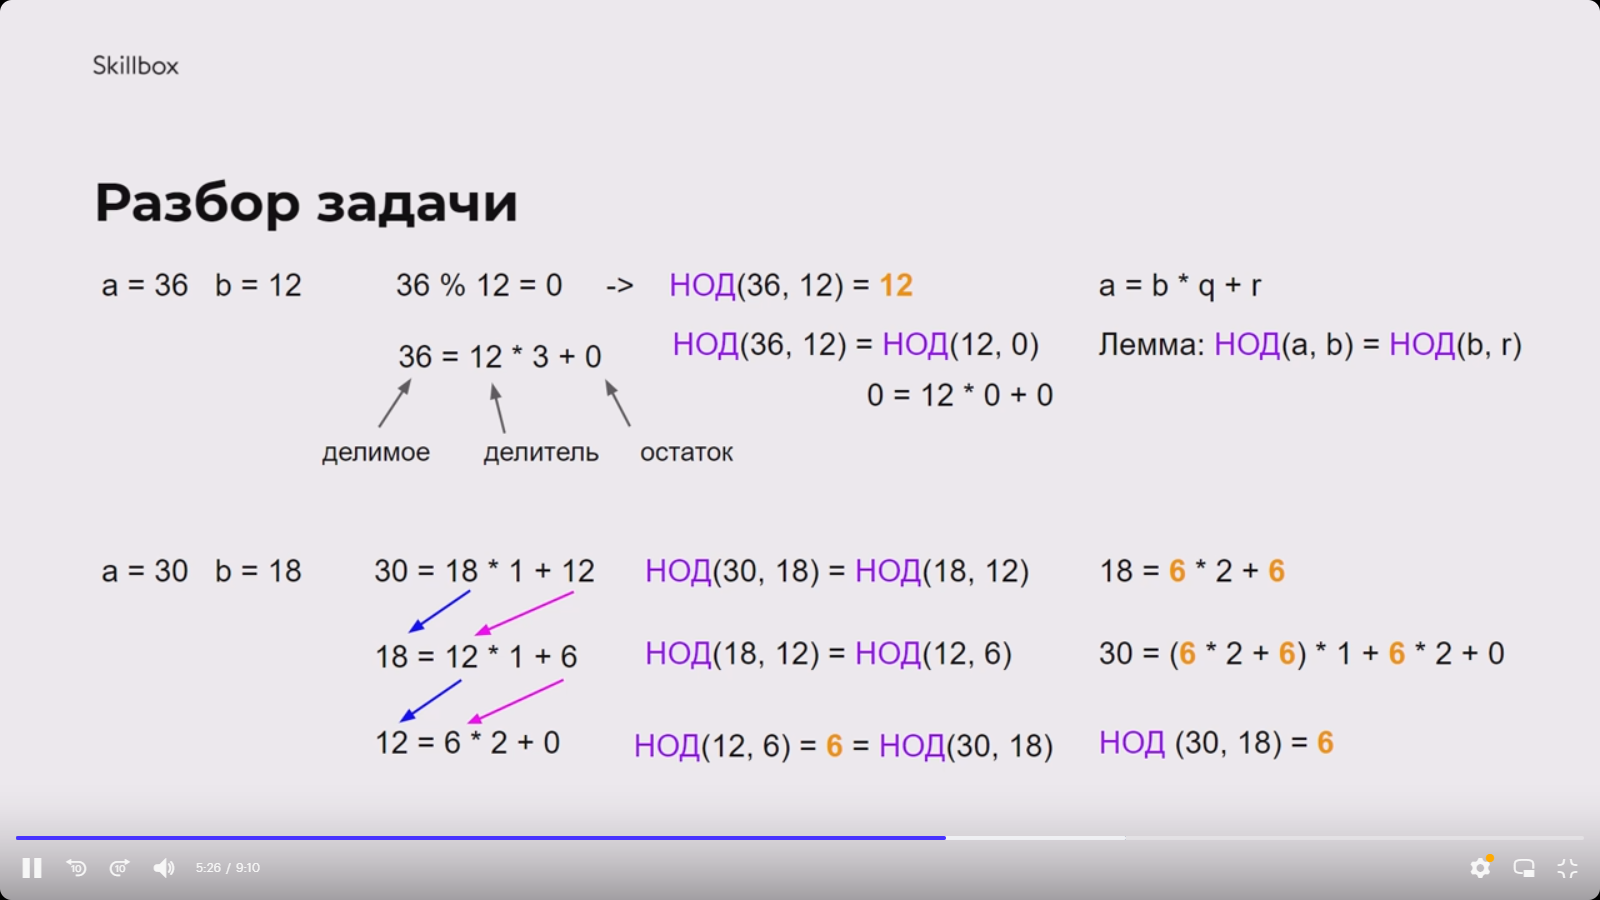 Skillbox
Разбор задачи
a = 36 b = 12 36 % 12 = 0 -> НОД(36, 12) = 12 a = b * q + r
36 = 12 * 3 + 0 НОД(36, 12) = НОД(12, 0) Лемма: НОД(a, b) = НОД(b, r)
0 = 12 * 0 + 0
делимое делитель остаток
a = 30 b = 18 30 = 18 * 1 + 12 НОД(30, 18) = НОД(18, 12) 18 = 6 * 2 + 6
18 = 12 * 1 + 6 НОД(18, 12) = НОД(12, 6) 30 = (6 * 2 + 6) * 1 + 6 * 2 + 0
12 = 6 * 2 + 0 НОД(12, 6) = 6 = НОД(30, 18) НОД (30, 18) = 6
10 10 5:26 / 9:10